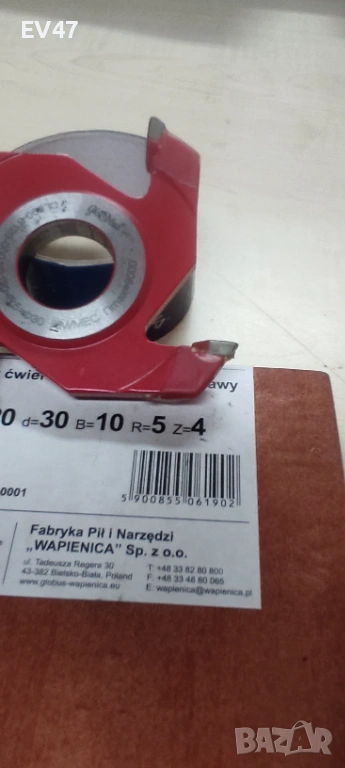 EV47
ćwier
awy
0 d=30 B=10 R=5 Z=4
5 900855 061902
0001
Fabryka Pił i Narzędzi
„WAPIENICA” Sp. z o.o.
ul. Tadeusza Regera 30
43-382 Bielsko-Biała, Poland
www.globus-wapienica.eu
T: +48 33 82 80 800
F: +48 33 48 80 065
E: wapienica@wapienica.pl
BAZAR